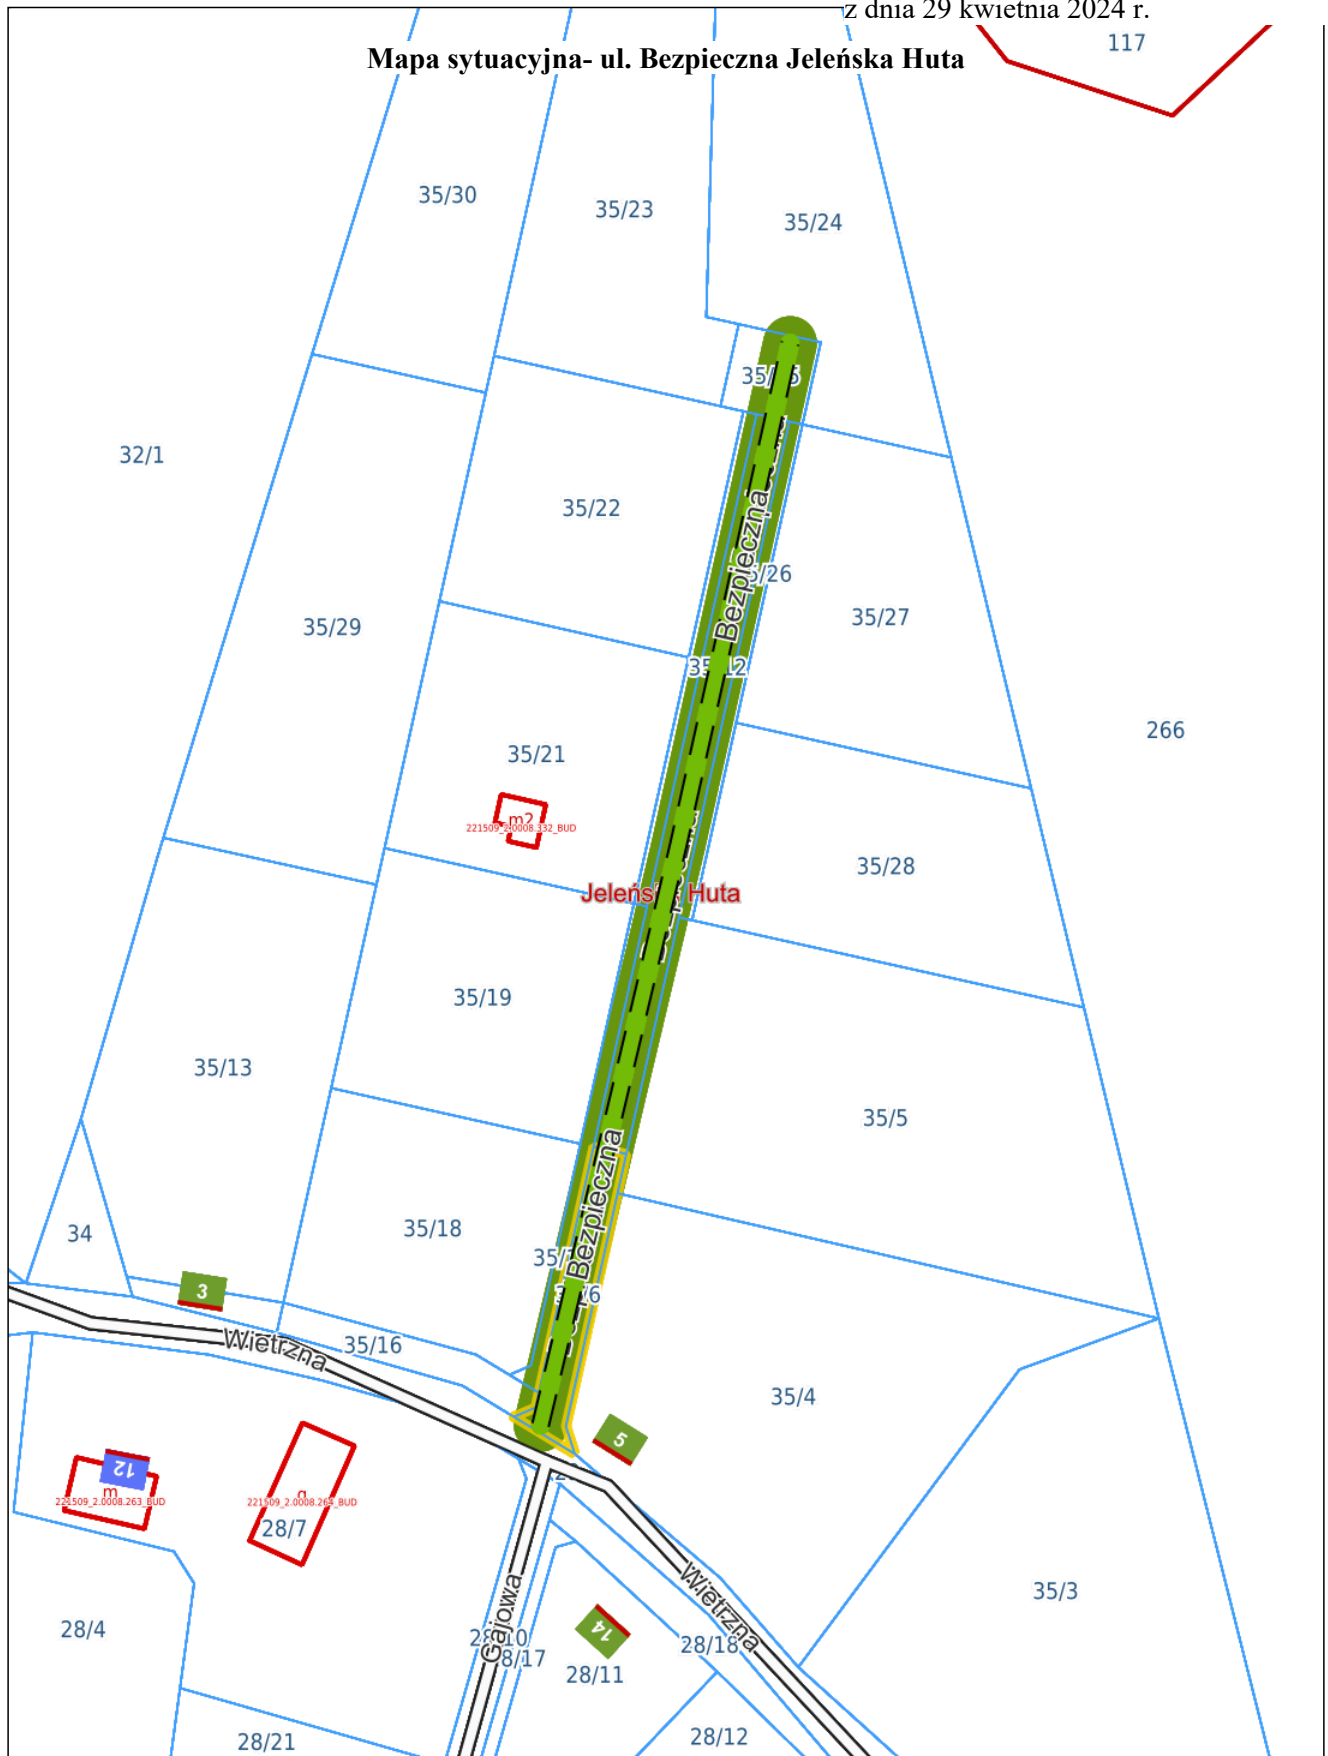 z dnia 29 kwietnia 2024 r.
Mapa sytuacyjna- ul. Bezpieczna Jeleńska Huta
117
35/30
35/23
35/24
32/1
35/22
Bezpieczna
35/27
35/29
266
35/21
m2
221509_2.0008.332_BUD
35/28
Huta
35/19
35/13
35/5
Bezpieczna
34
35/18
3
Wietrzna
35/16
35/4
5
12
m
221509_2.0008.263_BUD
221509_2.0008.264_BUD
28/7
Gajowa
Wietrzna
35/3
28/4
14
28/18
28/11
28/12
28/21